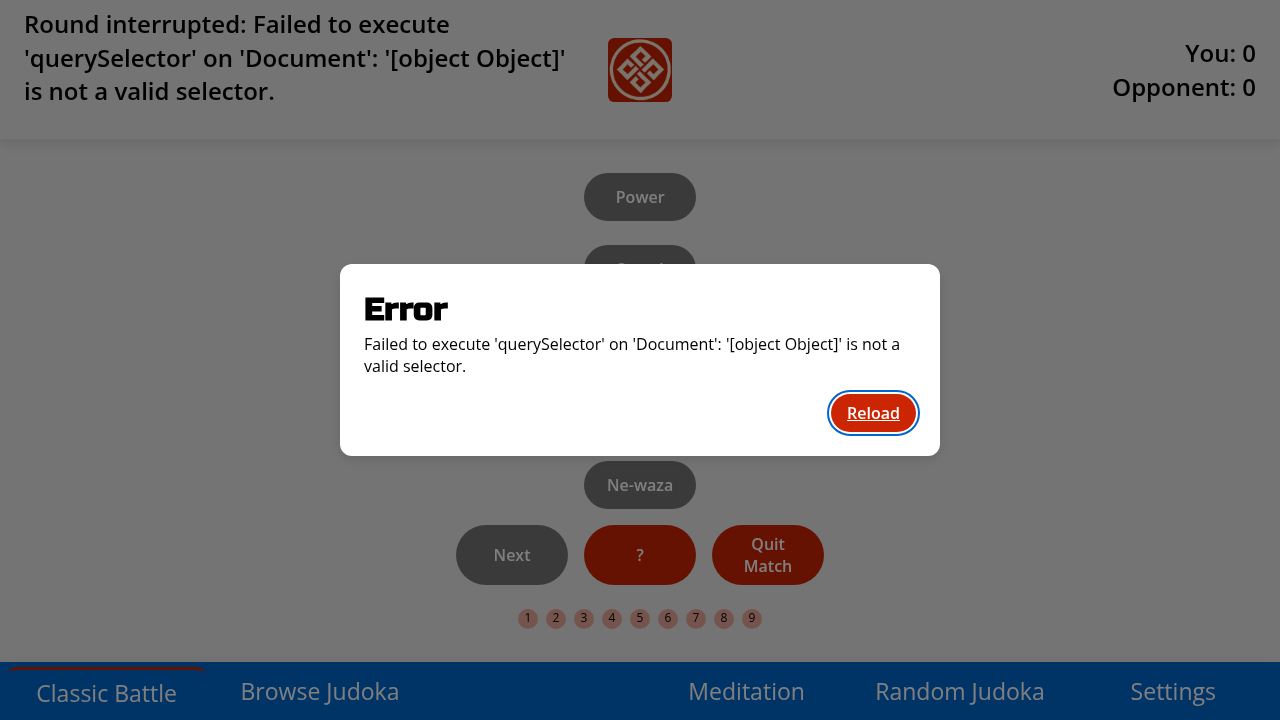 Round interrupted: Failed to execute
'querySelector' on 'Document': '[object Object]'
is not a valid selector.
You: 0
Opponent: 0
Power
Error
Failed to execute 'querySelector' on 'Document': '[object Object]' is not a
valid selector.
Reload
Ne-waza
Next
?
Quit
Match
1 2 3 4 5 6 7 8 9
Classic Battle
Browse Judoka
Meditation
Random Judoka
Settings